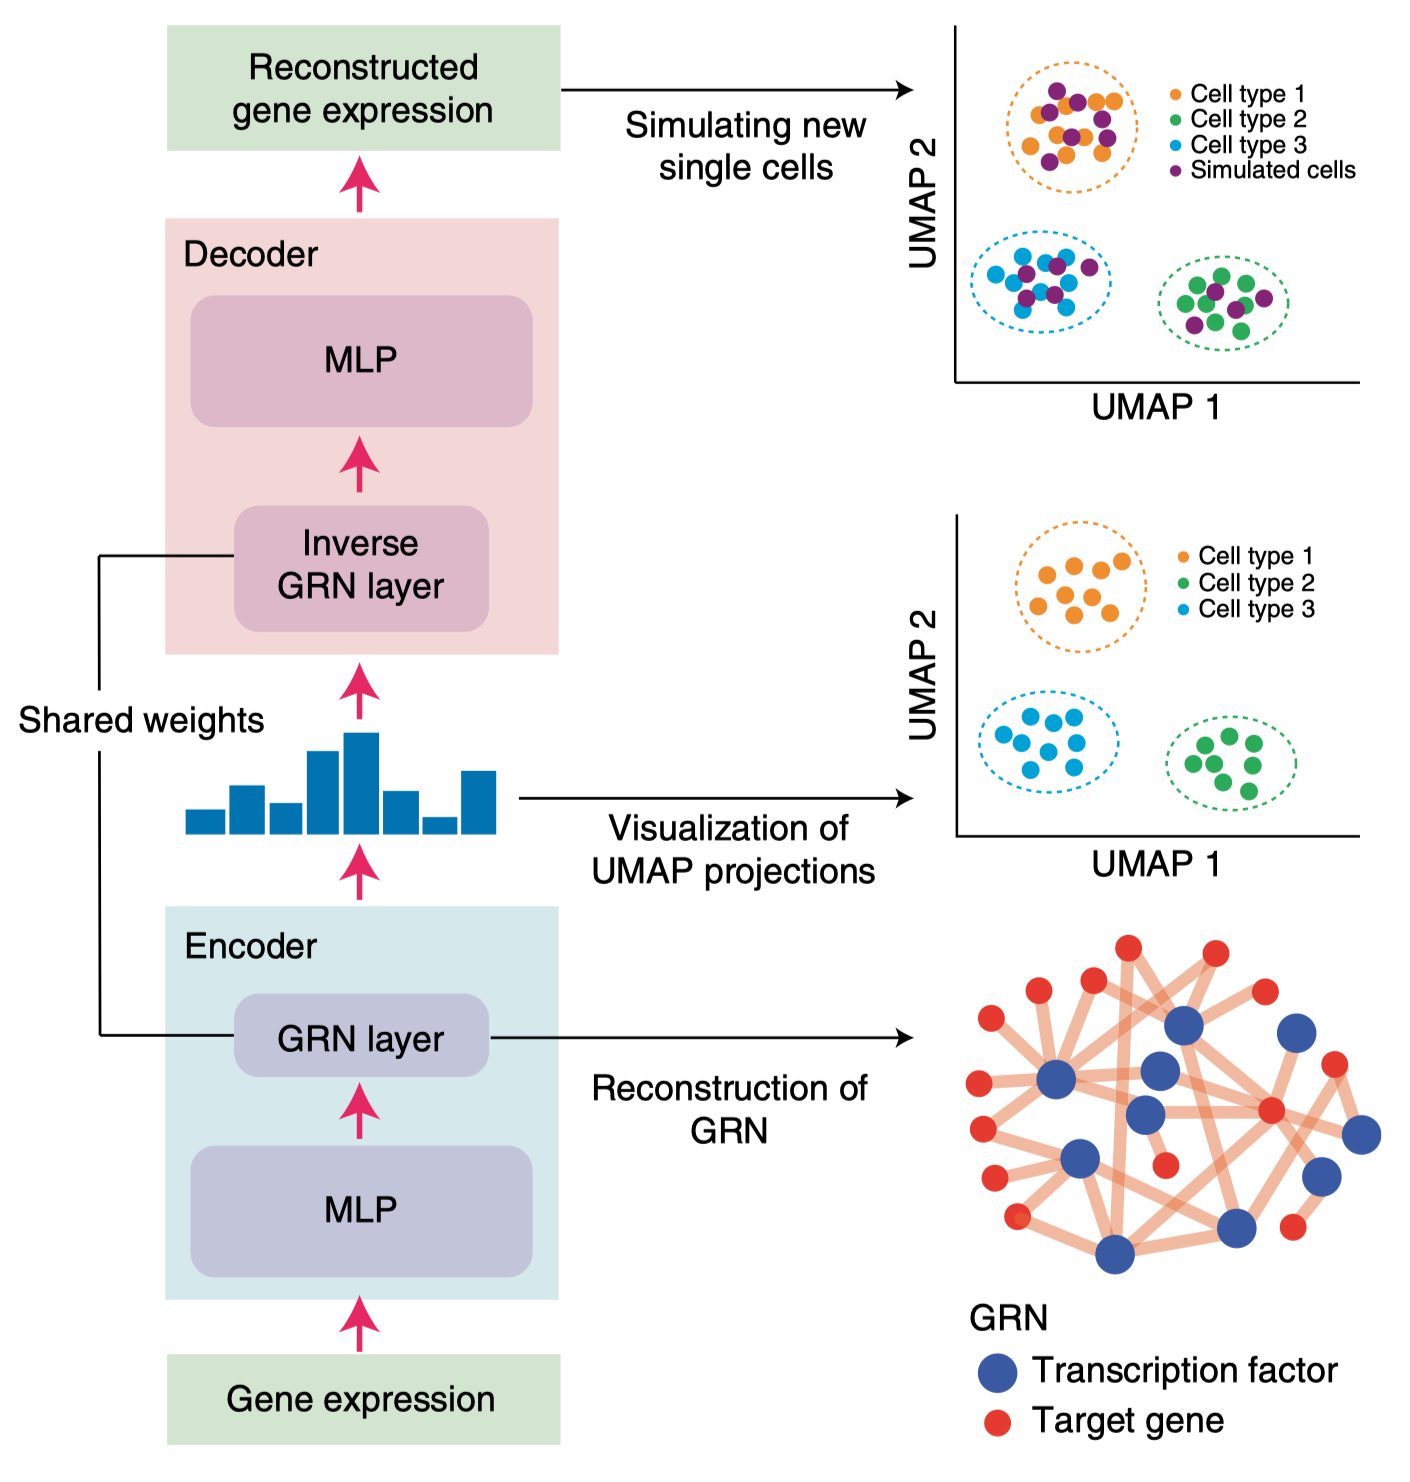 Reconstructed
gene expression
Simulating new
single cells
UMAP 2
Cell type 1
Cell type 2
Cell type 3
Simulated cells
UMAP 1
Decoder
MLP
Inverse
GRN layer
Shared weights
Visualization of
UMAP projections
UMAP 2
Cell type 1
Cell type 2
Cell type 3
UMAP 1
Encoder
GRN layer
MLP
Reconstruction of
GRN
Gene expression
GRN
Transcription factor
Target gene